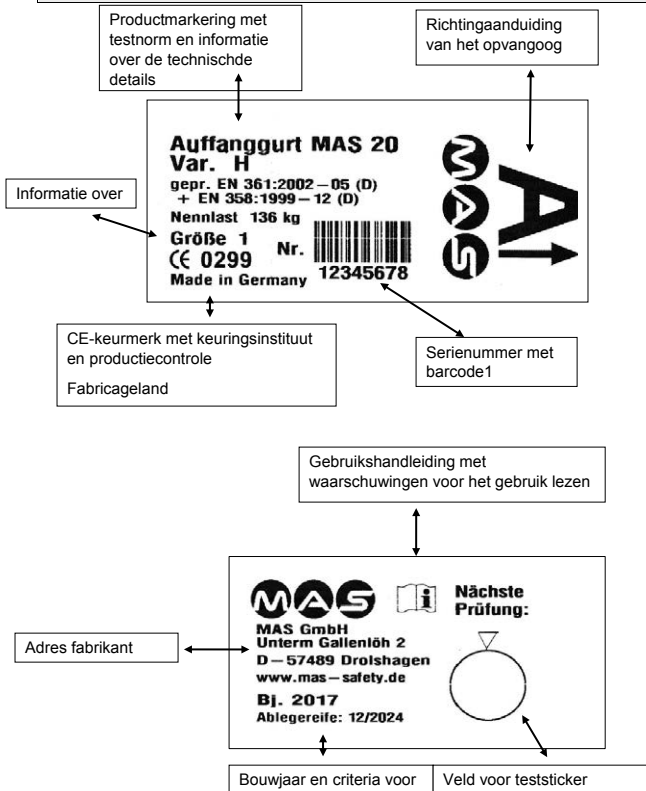 Productmarkering met
testnorm en informatie
over de technischde
details
Richtingaanduiding
van het opvangoog
Auffanggurt MAS 20
Var. H
gepr. EN 361:2002–05 (D)
+ EN 358:1999–12 (D)
Nennlast 136 kg
Größe 1
CE 0299
Made in Germany
Nr.
12345678
MAS
A
Informatie over
CE-keurmerk met keuringsinstituut
en productiecontrole
Fabricageland
Serienummer met
barcode1
Gebruikshandleiding met
waarschuwingen voor het gebruik lezen
MAS
i
Nächste
Prüfung:
MAS GmbH
Unterm Gallenlöh 2
D–57489 Drolshagen
www.mas–safety.de
Bj. 2017
Ablegereife: 12/2024
Adres fabrikant
Bouwjaar en criteria voor
Veld voor teststicker